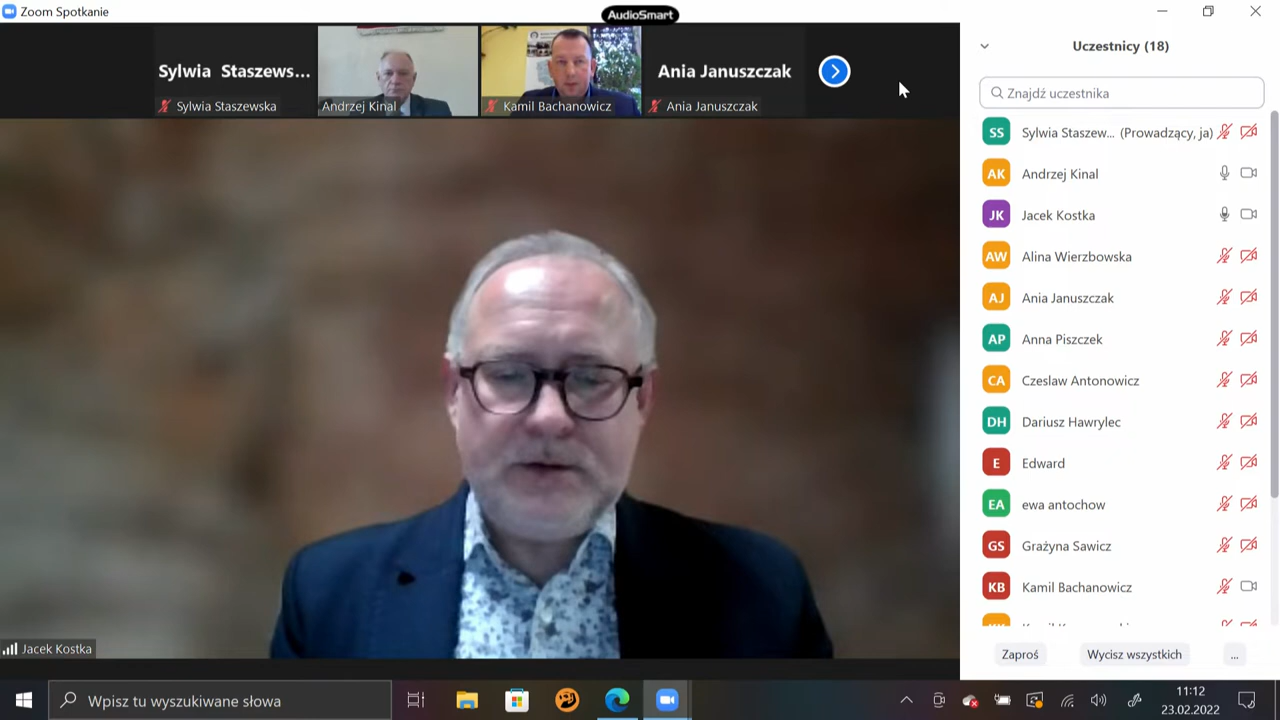 Zoom Spotkanie
AudioSmart
Sylwia Staszews...
Sylwia Staszewska
Andrzej Kinal
Kamil Bachanowicz
Ania Januszczak
Ania Januszczak
Jacek Kostka
Uczestnicy (18)
Znajdź uczestnika
SS Sylwia Staszew... (Prowadzący, ja)
AK Andrzej Kinal
JK Jacek Kostka
AW Alina Wierzbowska
AJ Ania Januszczak
AP Anna Piszczek
CA Czeslaw Antonowicz
DH Dariusz Hawrylec
E Edward
EA ewa antochow
GS Grażyna Sawicz
KB Kamil Bachanowicz
Zaproś
Wycisz wszystkich
...
Wpisz tu wyszukiwane słowa
11:12
23.02.2022